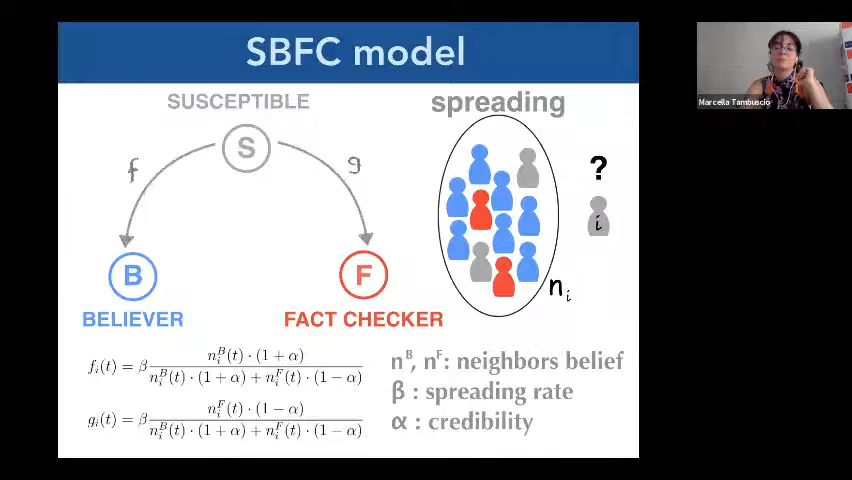 SBFC model
SUSCEPTIBLE
spreading
S
f
g
?
i
B
F
n_i
BELIEVER
FACT CHECKER
f_i(t) = β n_i^B(t) · (1 + α) / n_i^B(t) · (1 + α) + n_i^F(t) · (1 − α)
g_i(t) = β n_i^F(t) · (1 − α) / n_i^B(t) · (1 + α) + n_i^F(t) · (1 − α)
n^B, n^F: neighbors belief
β : spreading rate
α : credibility
Marcella Tambuscio